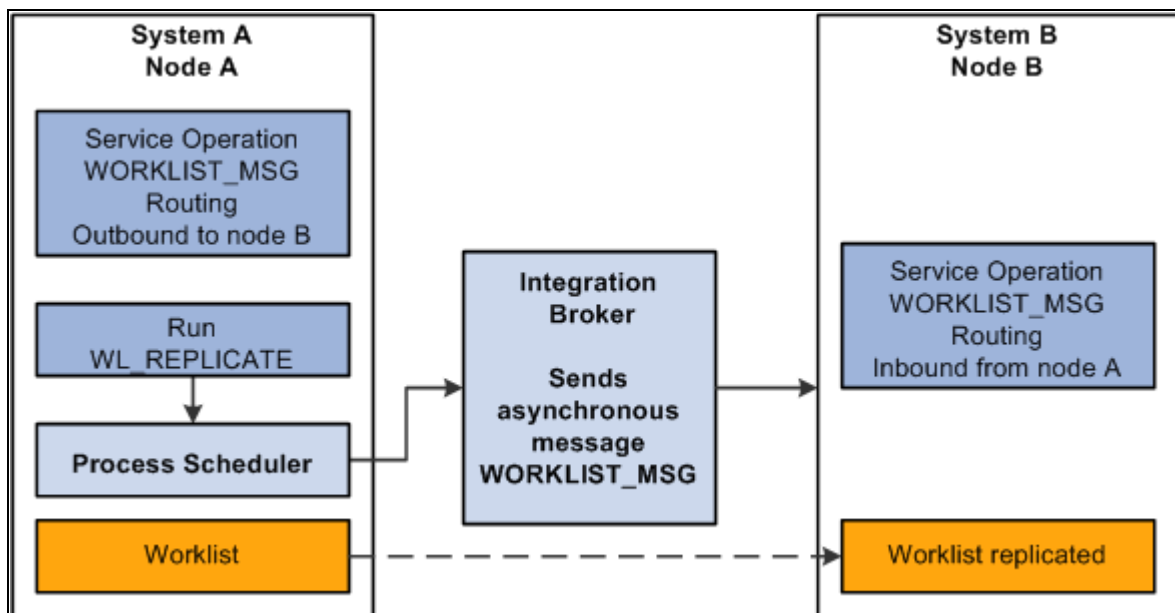 System A
Node A
Service Operation
WORKLIST_MSG
Routing
Outbound to node B
Run
WL_REPLICATE
Process Scheduler
Worklist
Integration
Broker
Sends
asynchronous
message
WORKLIST_MSG
System B
Node B
Service Operation
WORKLIST_MSG
Routing
Inbound from node A
Worklist replicated